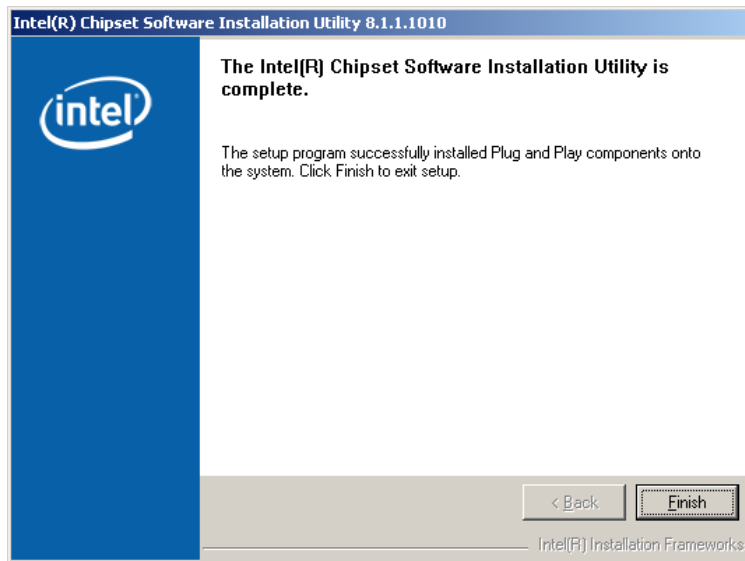 Intel(R) Chipset Software Installation Utility 8.1.1.1010
intel
The Intel(R) Chipset Software Installation Utility is
complete.
The setup program successfully installed Plug and Play components onto
the system. Click Finish to exit setup.
< Back
Finish
Intel(R) Installation Frameworks